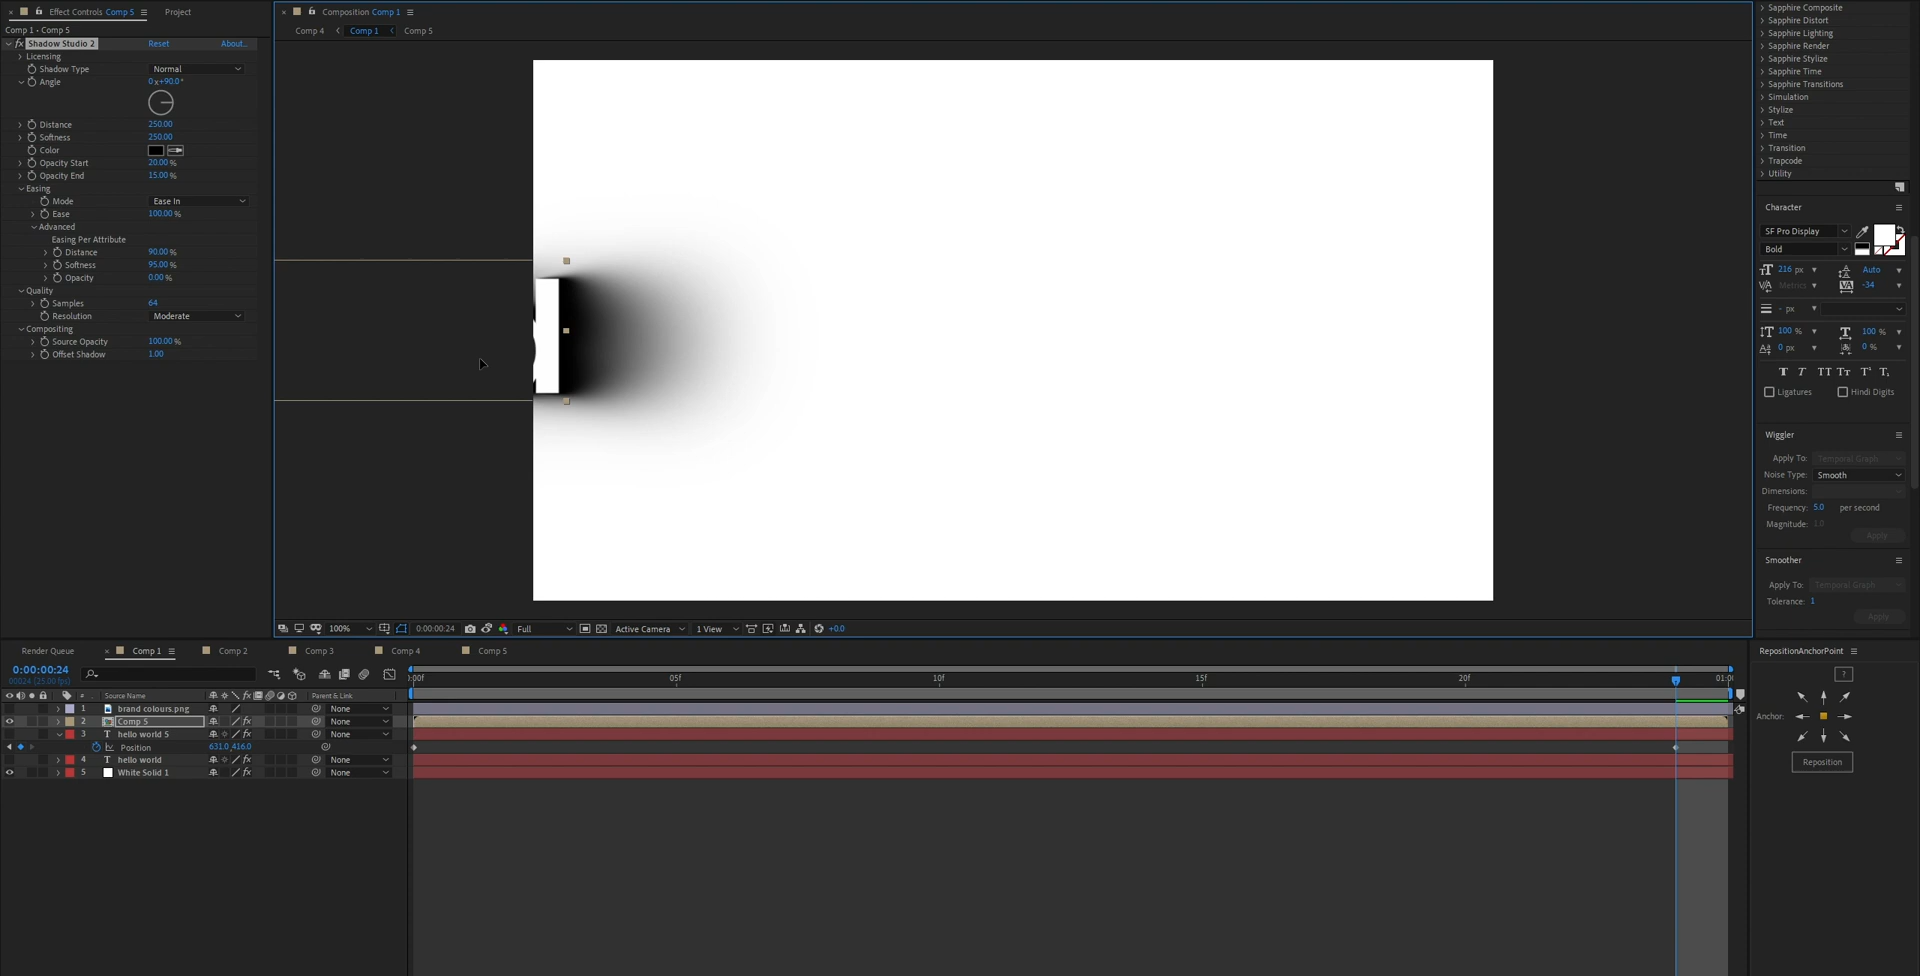 Effect Controls Comp 5
Project
Comp 1 • Comp 5
fx Shadow Studio 2 Reset About...
Licensing
Shadow Type Normal
Angle 0x+90.0°
Distance 250.00
Softness 250.00
Color
Opacity Start 20.00 %
Opacity End 15.00 %
Easing
Mode Ease In
Ease 100.00 %
Advanced
Easing Per Attribute
Distance 90.00 %
Softness 95.00 %
Opacity 0.00 %
Quality
Samples 64
Resolution Moderate
Compositing
Source Opacity 100.00 %
Offset Shadow 1.00
Composition Comp 1
Comp 4 Comp 1 Comp 5
100% 0:00:00:24 Full Active Camera 1 View +0.0
Sapphire Composite
Sapphire Distort
Sapphire Lighting
Sapphire Render
Sapphire Stylize
Sapphire Time
Sapphire Transitions
Simulation
Stylize
Text
Time
Transition
Trapcode
Utility
Character
SF Pro Display
Bold
216 px Auto
Metrics -34
- px
100 % 100 %
0 px 0 %
T T TT Tt T¹ T₁
Ligatures Hindi Digits
Wiggler
Apply To: Temporal Graph
Noise Type: Smooth
Dimensions:
Frequency: 5.0 per second
Magnitude: 1.0
Apply
Smoother
Apply To: Temporal Graph
Tolerance: 1
Apply
Render Queue Comp 1 Comp 2 Comp 3 Comp 4 Comp 5
0:00:00:24
00024 (25.00 fps)
# Source Name Parent & Link
:00f 05f 10f 15f 20f 01:0
1 brand colours.png None
2 Comp 5 fx None
3 T hello world 5 fx None
Position 631.0,416.0
4 T hello world fx None
5 White Solid 1 fx None
RepositionAnchorPoint
?
Anchor:
Reposition